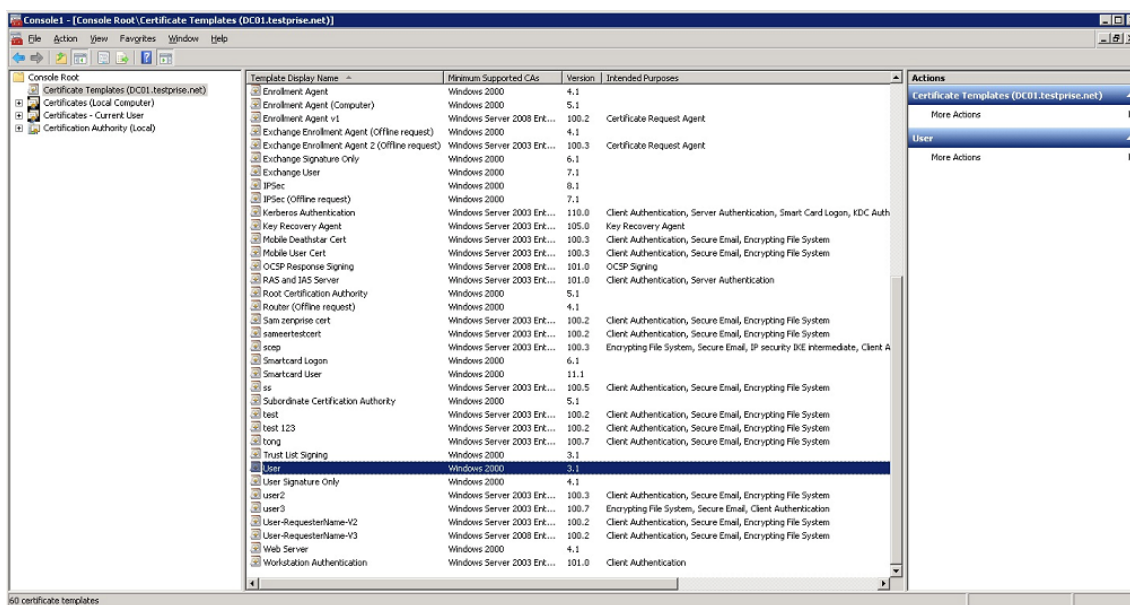 Console1 - [Console Root\Certificate Templates (DC01.testprise.net)]
File Action View Favorites Window Help
Console Root
Certificate Templates (DC01.testprise.net)
Certificates (Local Computer)
Certificates - Current User
Certification Authority (Local)
Template Display Name Minimum Supported CAs Version Intended Purposes
Enrollment Agent Windows 2000 4.1
Enrollment Agent (Computer) Windows 2000 5.1
Enrollment Agent v1 Windows Server 2008 Ent... 100.2 Certificate Request Agent
Exchange Enrollment Agent (Offline request) Windows 2000 4.1
Exchange Enrollment Agent 2 (Offline request) Windows Server 2003 Ent... 100.3 Certificate Request Agent
Exchange Signature Only Windows 2000 6.1
Exchange User Windows 2000 7.1
IPSec Windows 2000 8.1
IPSec (Offline request) Windows 2000 7.1
Kerberos Authentication Windows Server 2003 Ent... 110.0 Client Authentication, Server Authentication, Smart Card Logon, KDC Auth
Key Recovery Agent Windows Server 2003 Ent... 105.0 Key Recovery Agent
Mobile Deathstar Cert Windows Server 2003 Ent... 100.3 Client Authentication, Secure Email, Encrypting File System
Mobile User Cert Windows Server 2003 Ent... 100.3 Client Authentication, Secure Email, Encrypting File System
OCSP Response Signing Windows Server 2008 Ent... 101.0 OCSP Signing
RAS and IAS Server Windows Server 2003 Ent... 101.0 Client Authentication, Server Authentication
Root Certification Authority Windows 2000 5.1
Router (Offline request) Windows 2000 4.1
Sam zenprise cert Windows Server 2003 Ent... 100.2 Client Authentication, Secure Email, Encrypting File System
sameertestcert Windows Server 2003 Ent... 100.2 Client Authentication, Secure Email, Encrypting File System
scep Windows Server 2003 Ent... 100.3 Encrypting File System, Secure Email, IP security IKE intermediate, Client A
Smartcard Logon Windows 2000 6.1
Smartcard User Windows 2000 11.1
ss Windows Server 2003 Ent... 100.5 Client Authentication, Secure Email, Encrypting File System
Subordinate Certification Authority Windows 2000 5.1
test Windows Server 2003 Ent... 100.2 Client Authentication, Secure Email, Encrypting File System
test 123 Windows Server 2003 Ent... 100.2 Client Authentication, Secure Email, Encrypting File System
tong Windows Server 2003 Ent... 100.7 Client Authentication, Secure Email, Encrypting File System
Trust List Signing Windows 2000 3.1
User Windows 2000 3.1
User Signature Only Windows 2000 4.1
user2 Windows Server 2003 Ent... 100.3 Client Authentication, Secure Email, Encrypting File System
user3 Windows Server 2003 Ent... 100.7 Encrypting File System, Secure Email, Client Authentication
User-RequesterName-V2 Windows Server 2003 Ent... 100.2 Client Authentication, Secure Email, Encrypting File System
User-RequesterName-V3 Windows Server 2008 Ent... 100.2 Client Authentication, Secure Email, Encrypting File System
Web Server Windows 2000 4.1
Workstation Authentication Windows Server 2003 Ent... 101.0 Client Authentication
Actions
Certificate Templates (DC01.testprise.net)
More Actions
User
More Actions
60 certificate templates